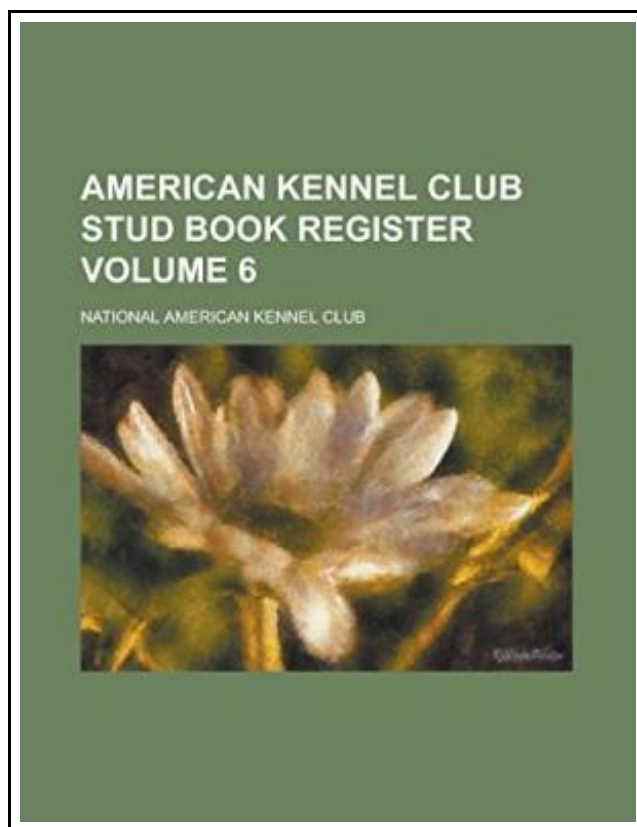 AMERICAN KENNEL CLUB
STUD BOOK REGISTER
VOLUME 6
NATIONAL AMERICAN KENNEL CLUB